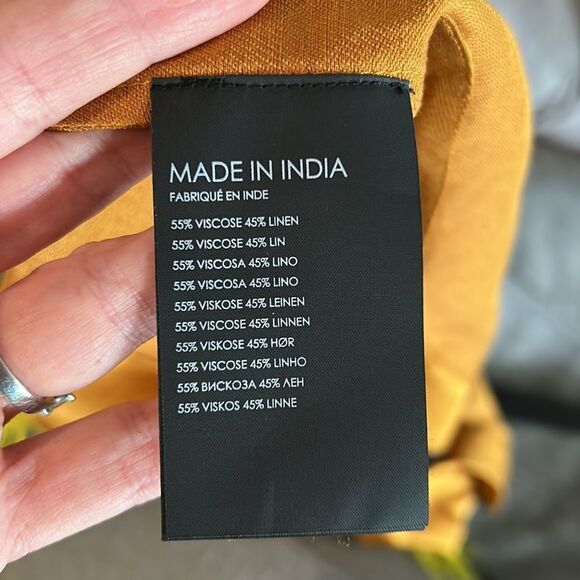 MADE IN INDIA
FABRIQUÉ EN INDE
55% VISCOSE 45% LINEN
55% VISCOSE 45% LIN
55% VISCOSA 45% LINO
55% VISCOSA 45% LINO
55% VISKOSE 45% LEINEN
55% VISCOSE 45% LINNEN
55% VISKOSE 45% HØR
55% VISCOSE 45% LINHO
55% ВИСКОЗА 45% ЛЕН
55% VISKOS 45% LINNE